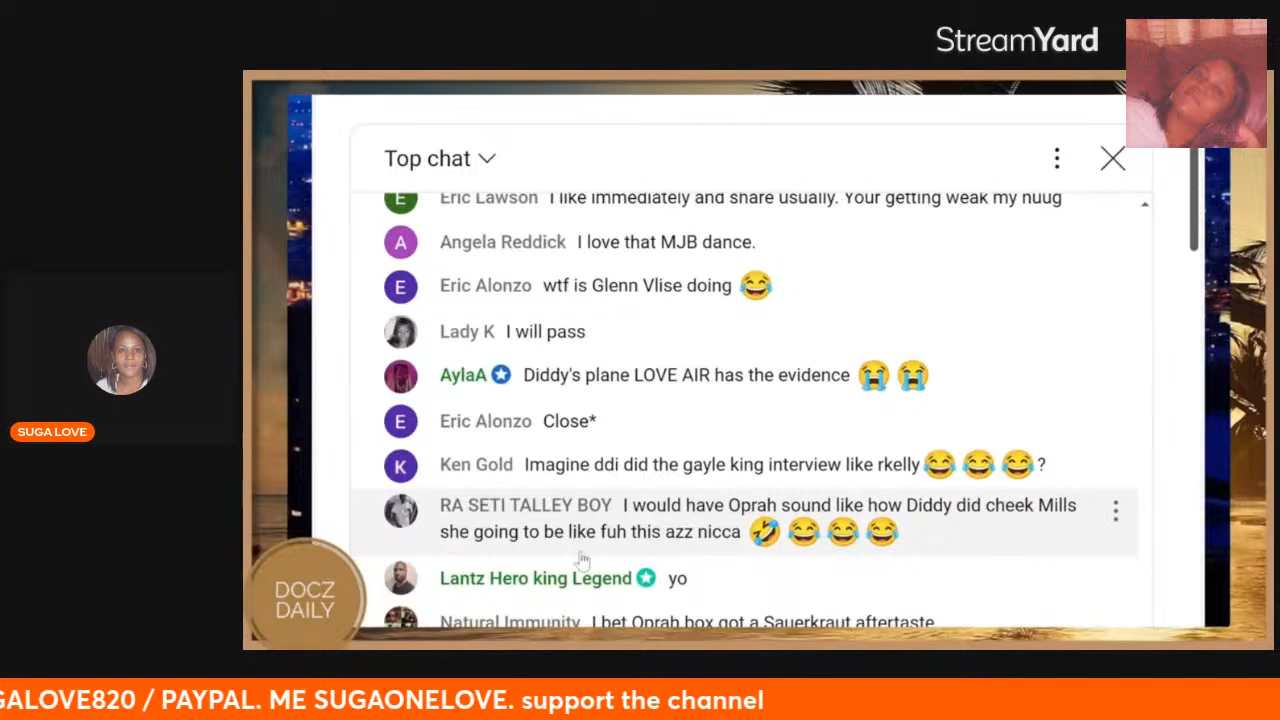 StreamYard
Top chat
E Eric Lawson I like immediately and share usually. Your getting weak my nuug
A Angela Reddick I love that MJB dance.
E Eric Alonzo wtf is Glenn Vlise doing 😂
Lady K I will pass
AylaA Diddy's plane LOVE AIR has the evidence 😭😭
E Eric Alonzo Close*
K Ken Gold Imagine ddi did the gayle king interview like rkelly😂😂😂?
RA SETI TALLEY BOY I would have Oprah sound like how Diddy did cheek Mills
she going to be like fuh this azz nicca 🤣😂😂😂
Lantz Hero king Legend yo
Natural Immunity I bet Oprah box got a Sauerkraut aftertaste
SUGA LOVE
DOCZ
DAILY
GALOVE820 / PAYPAL. ME SUGAONELOVE. support the channel